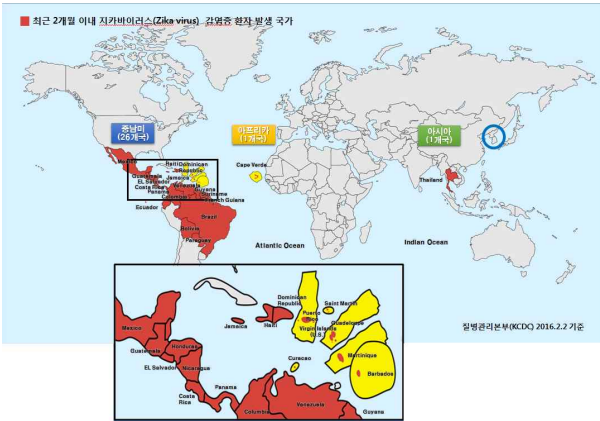 최근 2개월 이내 지카바이러스(Zika virus) 감염증 환자 발생 국가
중남미
(26개국)
아프리카
(1개국)
아시아
(1개국)
Mexico
Haiti
Dominican
Republic
Cape Verde
Guatemala
Jamaica
EL Salvador
Venezuela
Thailand
Costa Rica
Guyana
Panama
Suriname
Colombia
French Guiana
Ecuador
Brazil
Bolivia
Paraguay
Atlantic Ocean
Indian Ocean
Dominican
Republic
Saint Martin
Puerto
Rico
Mexico
Jamaica
Haiti
Virgin Islands
(U.S.)
Guadeloupe
질병관리본부(KCDC) 2016.2.2 기준
Guatemala
Honduras
Martinique
Curacao
EL Salvador
Nicaragua
Barbados
Costa
Rica
Panama
Colombia
Venezuela
Guyana